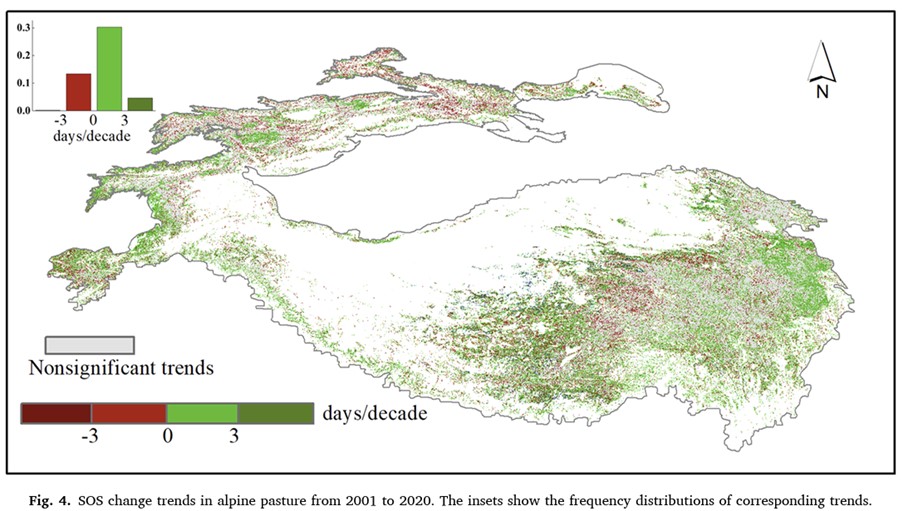 0.3
0.2
0.1
0.0
-3 0 3
days/decade
N
Nonsignificant trends
days/decade
-3 0 3
Fig. 4. SOS change trends in alpine pasture from 2001 to 2020. The insets show the frequency distributions of corresponding trends.